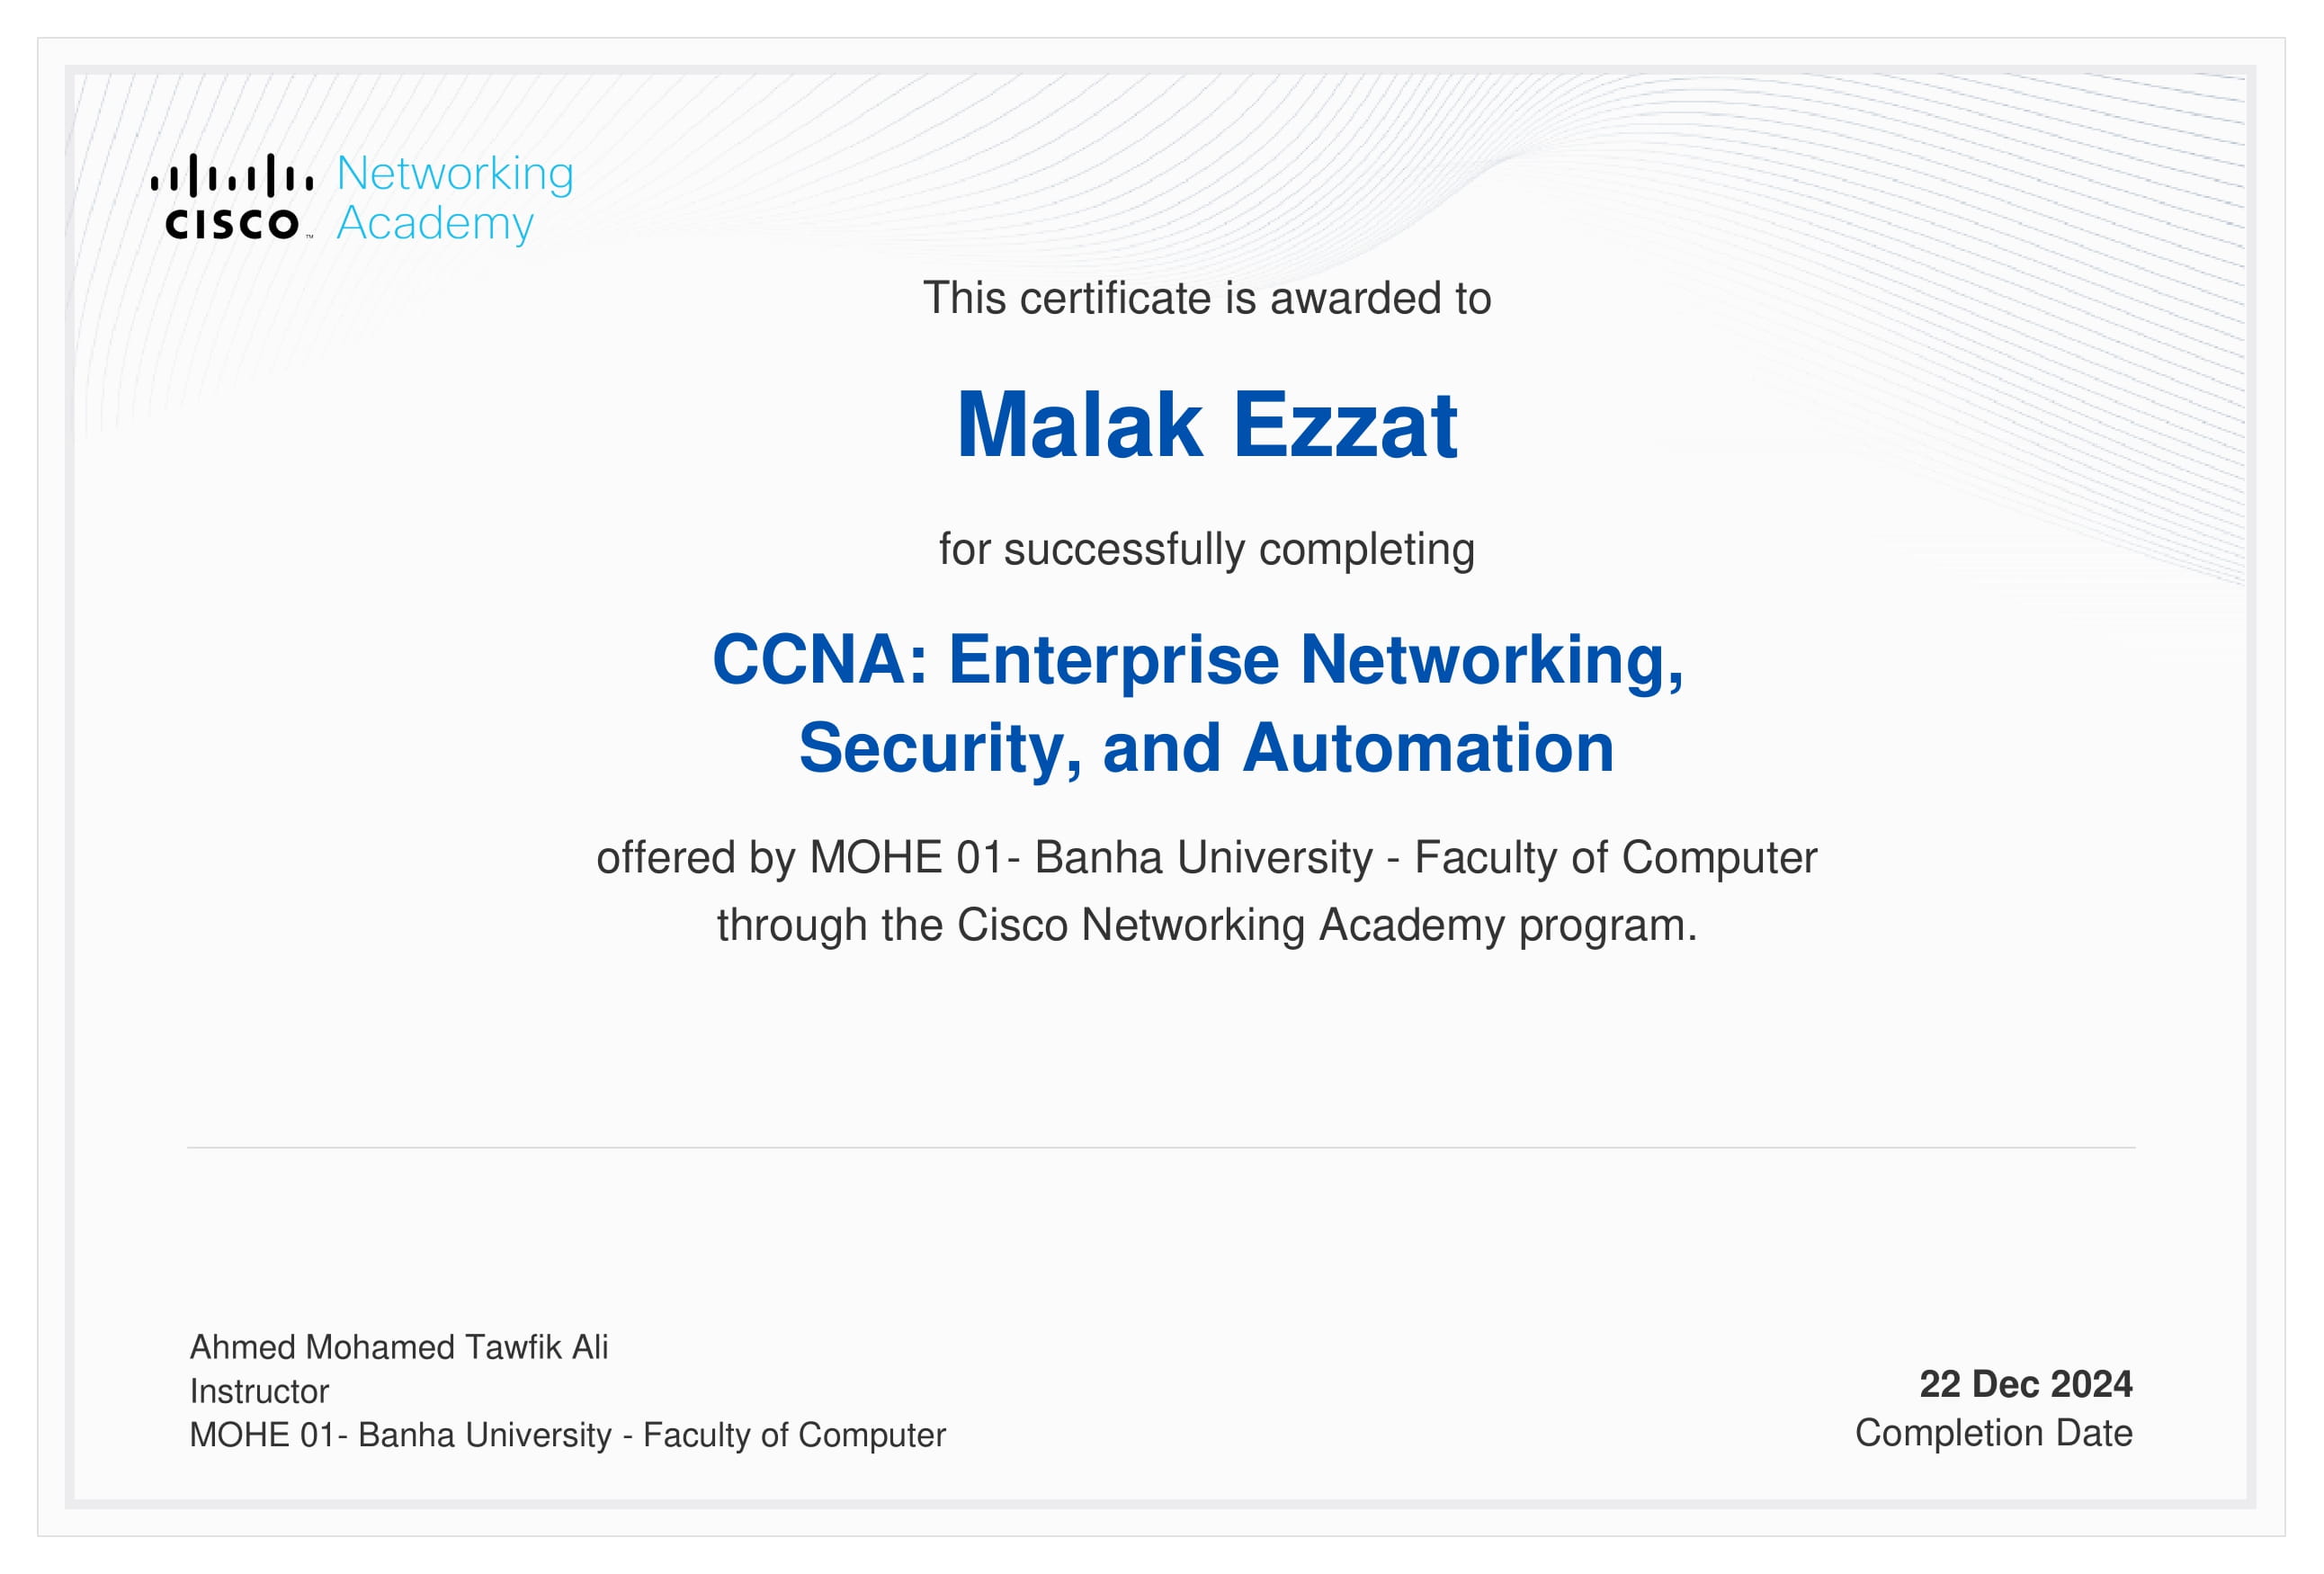 Networking
CISCO™ Academy
This certificate is awarded to
Malak Ezzat
for successfully completing
CCNA: Enterprise Networking,
Security, and Automation
offered by MOHE 01- Banha University - Faculty of Computer
through the Cisco Networking Academy program.
Ahmed Mohamed Tawfik Ali
Instructor
MOHE 01- Banha University - Faculty of Computer
22 Dec 2024
Completion Date